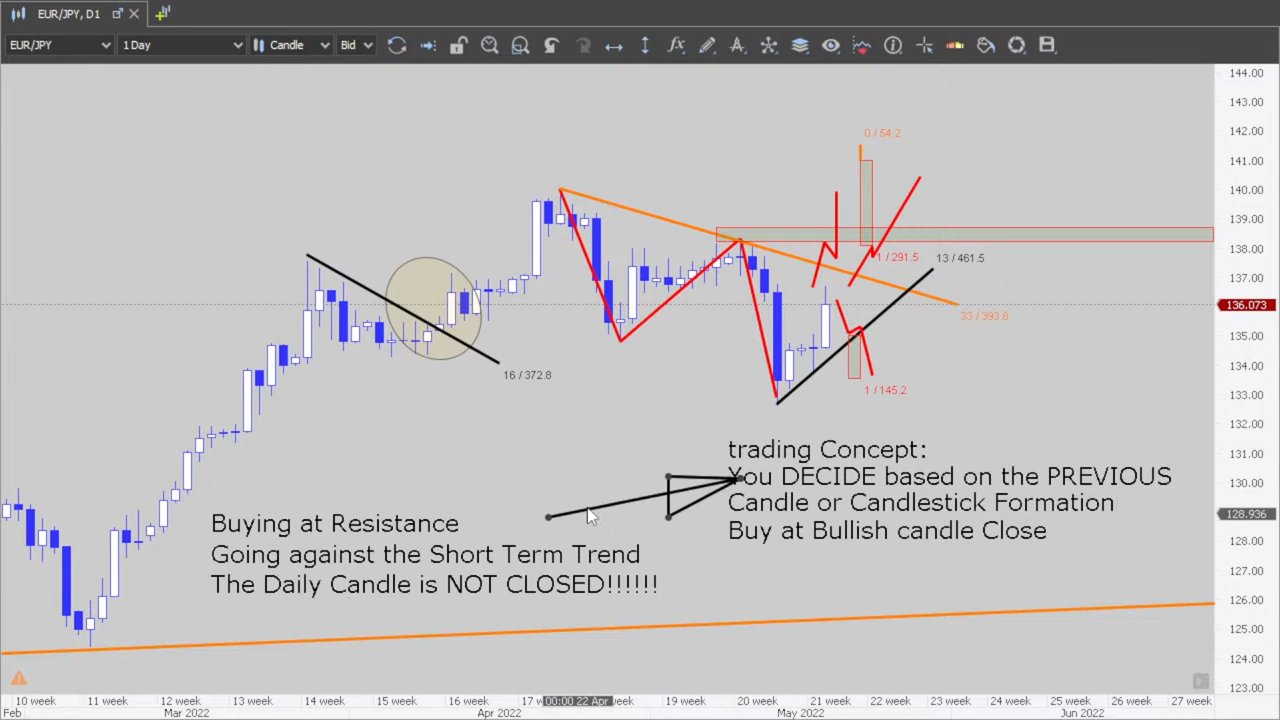 EUR/JPY, D1
EUR/JPY 1 Day Candle Bid
144.00
143.00
142.00
141.00
140.00
139.00
138.00
137.00
136.073
135.00
134.00
133.00
132.00
131.00
130.00
128.936
128.00
127.00
126.00
125.00
124.00
123.00
0 / 54.2
1 / 291.5
13 / 461.5
33 / 393.8
16 / 372.8
1 / 145.2
trading Concept:
You DECIDE based on the PREVIOUS
Candle or Candlestick Formation
Buy at Bullish candle Close
Buying at Resistance
Going against the Short Term Trend
The Daily Candle is NOT CLOSED!!!!!!
10 week 11 week 12 week 13 week 14 week 15 week 16 week 17 w 00:00 22 Apr eek 19 week 20 week 21 week 22 week 23 week 24 week 25 week 26 week 27 week
Feb Mar 2022 Apr 2022 May 2022 Jun 2022